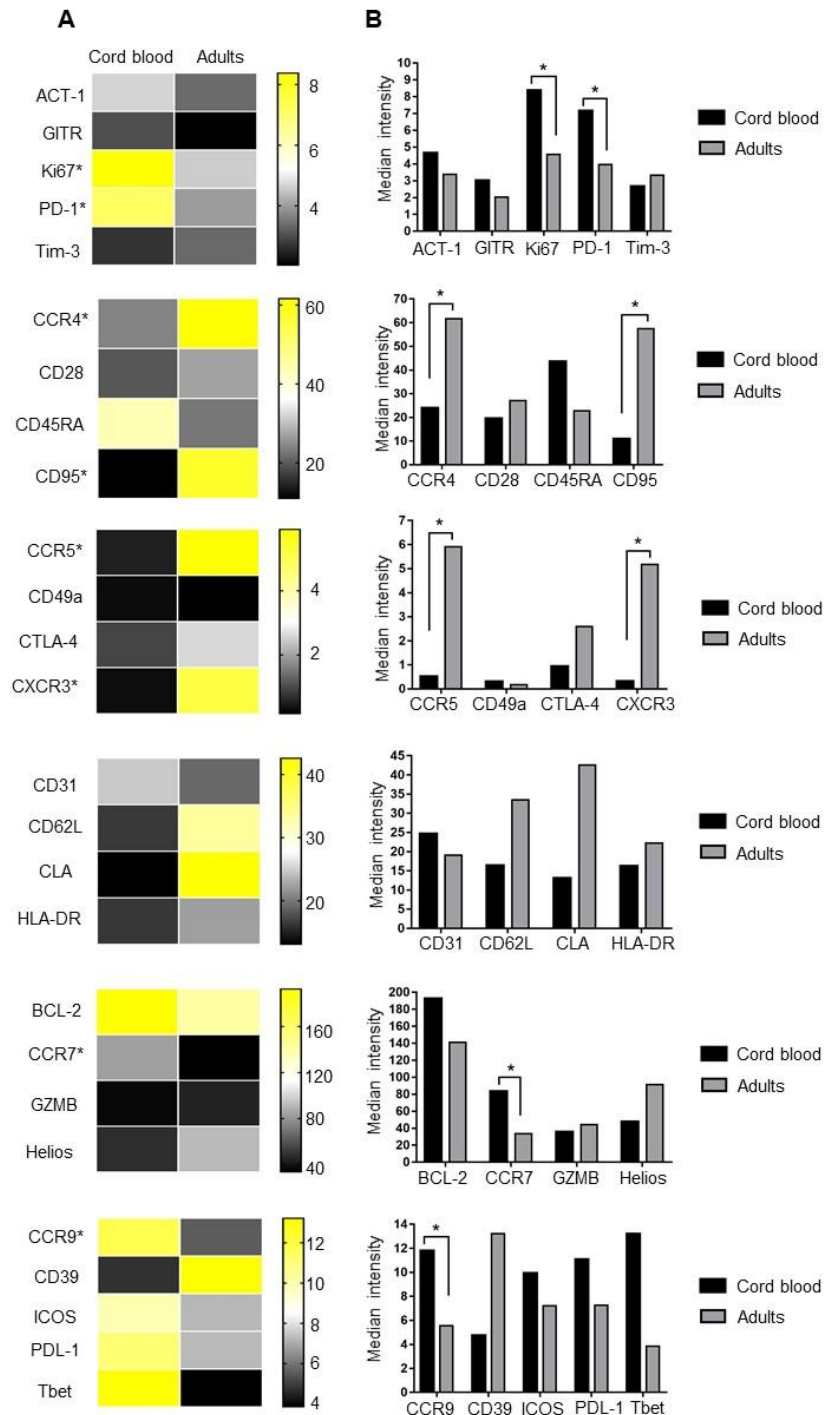 A
B
Cord blood Adults
ACT-1
GITR
Ki67*
PD-1*
Tim-3
8
6
4
Median intensity
10
9
8
7
6
5
4
3
2
1
0
* *
ACT-1 GITR Ki67 PD-1 Tim-3
Cord blood
Adults
CCR4*
CD28
CD45RA
CD95*
60
40
20
Median intensity
70
60
50
40
30
20
10
0
* *
CCR4 CD28 CD45RA CD95
Cord blood
Adults
CCR5*
CD49a
CTLA-4
CXCR3*
4
2
Median intensity
7
6
5
4
3
2
1
0
* *
CCR5 CD49a CTLA-4 CXCR3
Cord blood
Adults
CD31
CD62L
CLA
HLA-DR
40
30
20
Median intensity
45
40
35
30
25
20
15
10
5
0
CD31 CD62L CLA HLA-DR
Cord blood
Adults
BCL-2
CCR7*
GZMB
Helios
160
120
80
40
Median intensity
200
180
160
140
120
100
80
60
40
20
0
*
BCL-2 CCR7 GZMB Helios
Cord blood
Adults
CCR9*
CD39
ICOS
PDL-1
Tbet
12
10
8
6
4
Median intensity
14
12
10
8
6
4
2
0
*
CCR9 CD39 ICOS PDL-1 Tbet
Cord blood
Adults